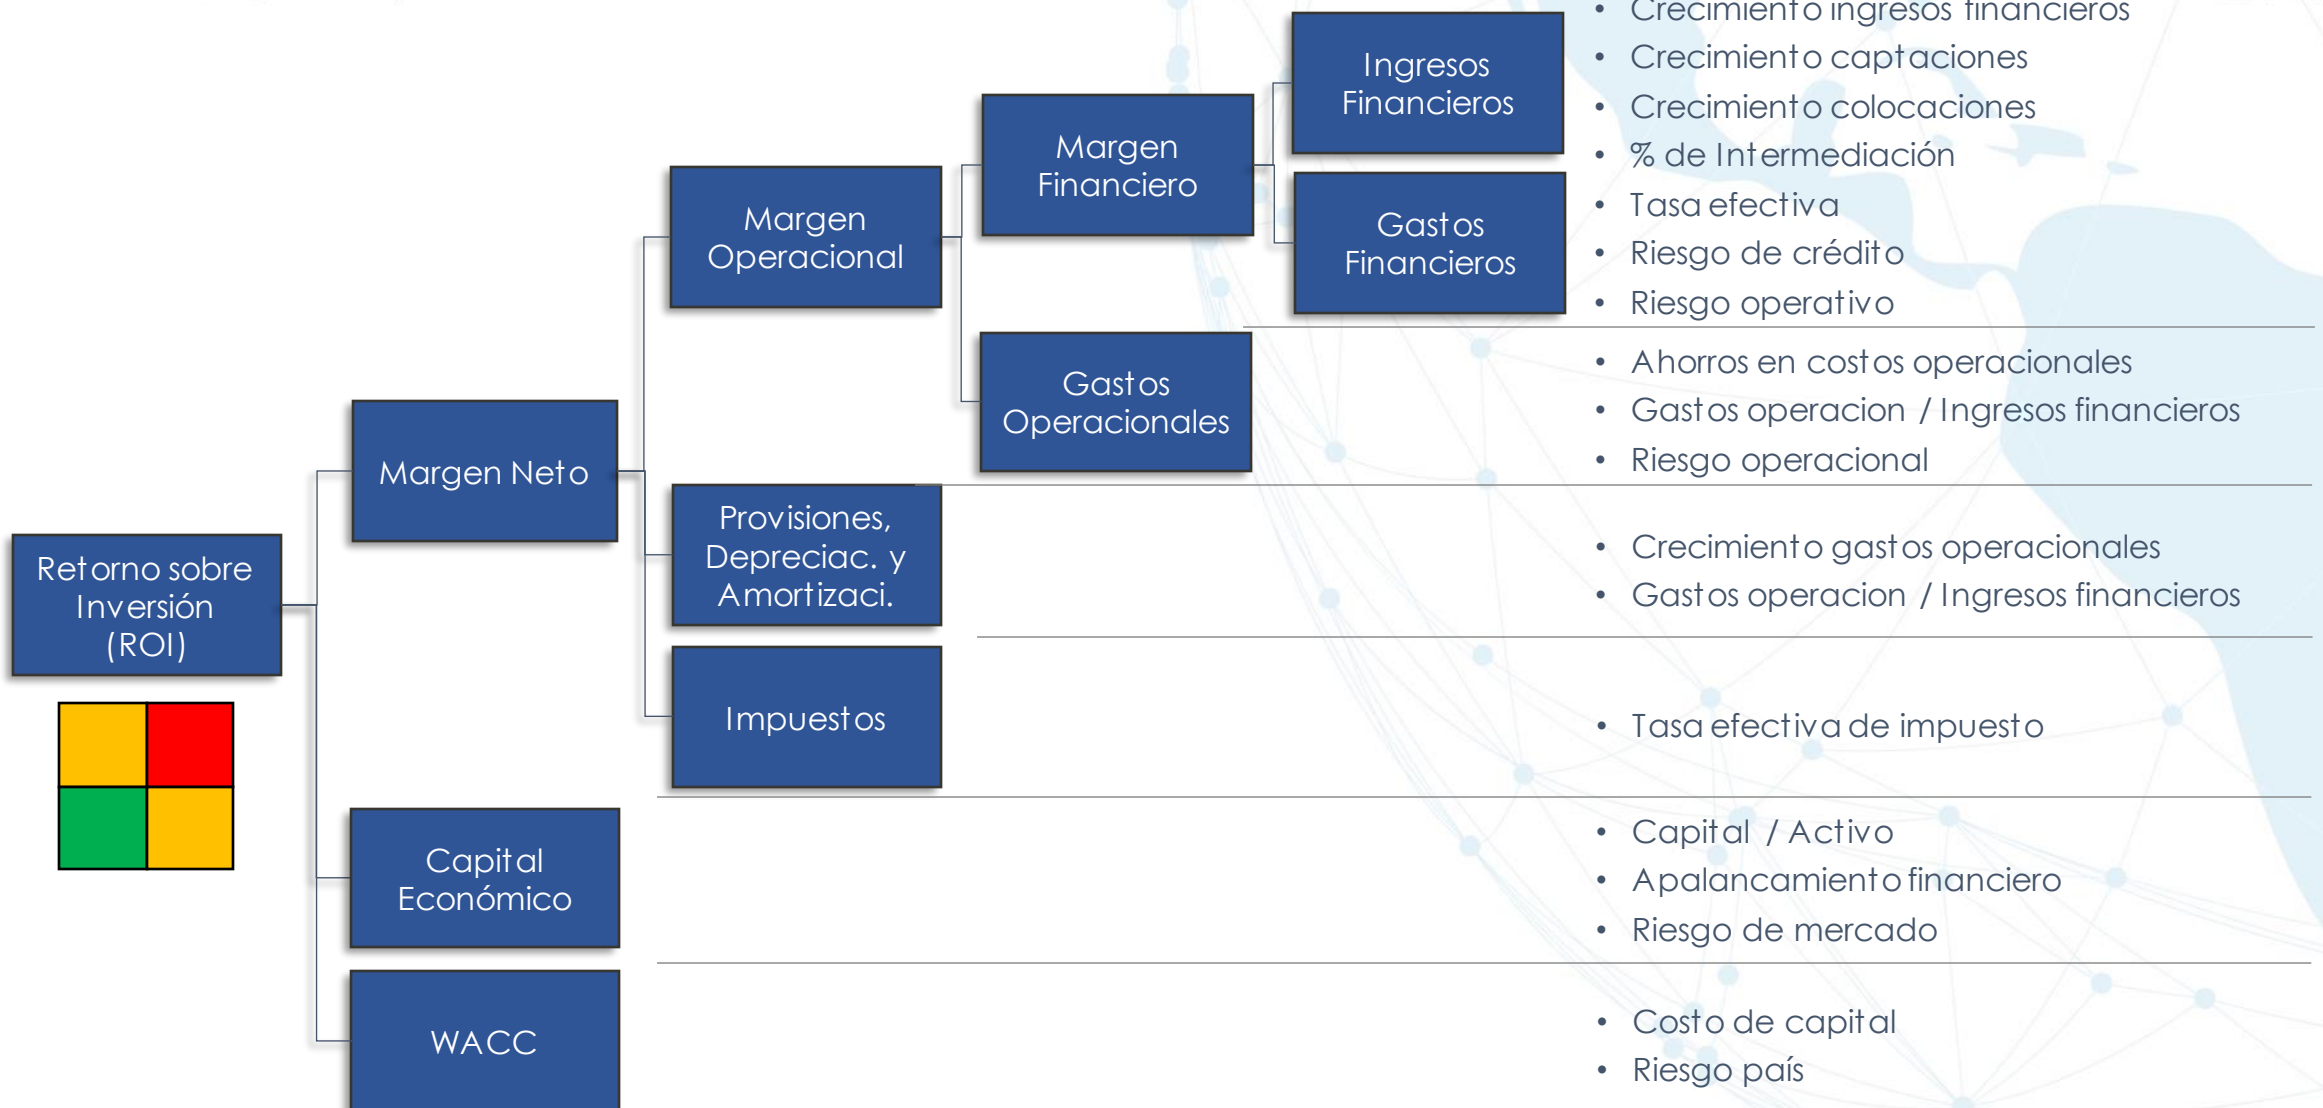 Crecimiento ingresos financieros
• Crecimiento captaciones
• Crecimiento colocaciones
• % de Intermediación
• Tasa efectiva
• Riesgo de crédito
• Riesgo operativo
Ingresos
Financieros
Gastos
Financieros
Margen
Financiero
Margen
Operacional
Gastos
Operacionales
• Ahorros en costos operacionales
• Gastos operacion / Ingresos financieros
• Riesgo operacional
Margen Neto
Provisiones,
Depreciac. y
Amortizaci.
• Crecimiento gastos operacionales
• Gastos operacion / Ingresos financieros
Retorno sobre
Inversión
(ROI)
Impuestos
• Tasa efectiva de impuesto
Capital
Económico
• Capital / Activo
• Apalancamiento financiero
• Riesgo de mercado
WACC
• Costo de capital
• Riesgo país